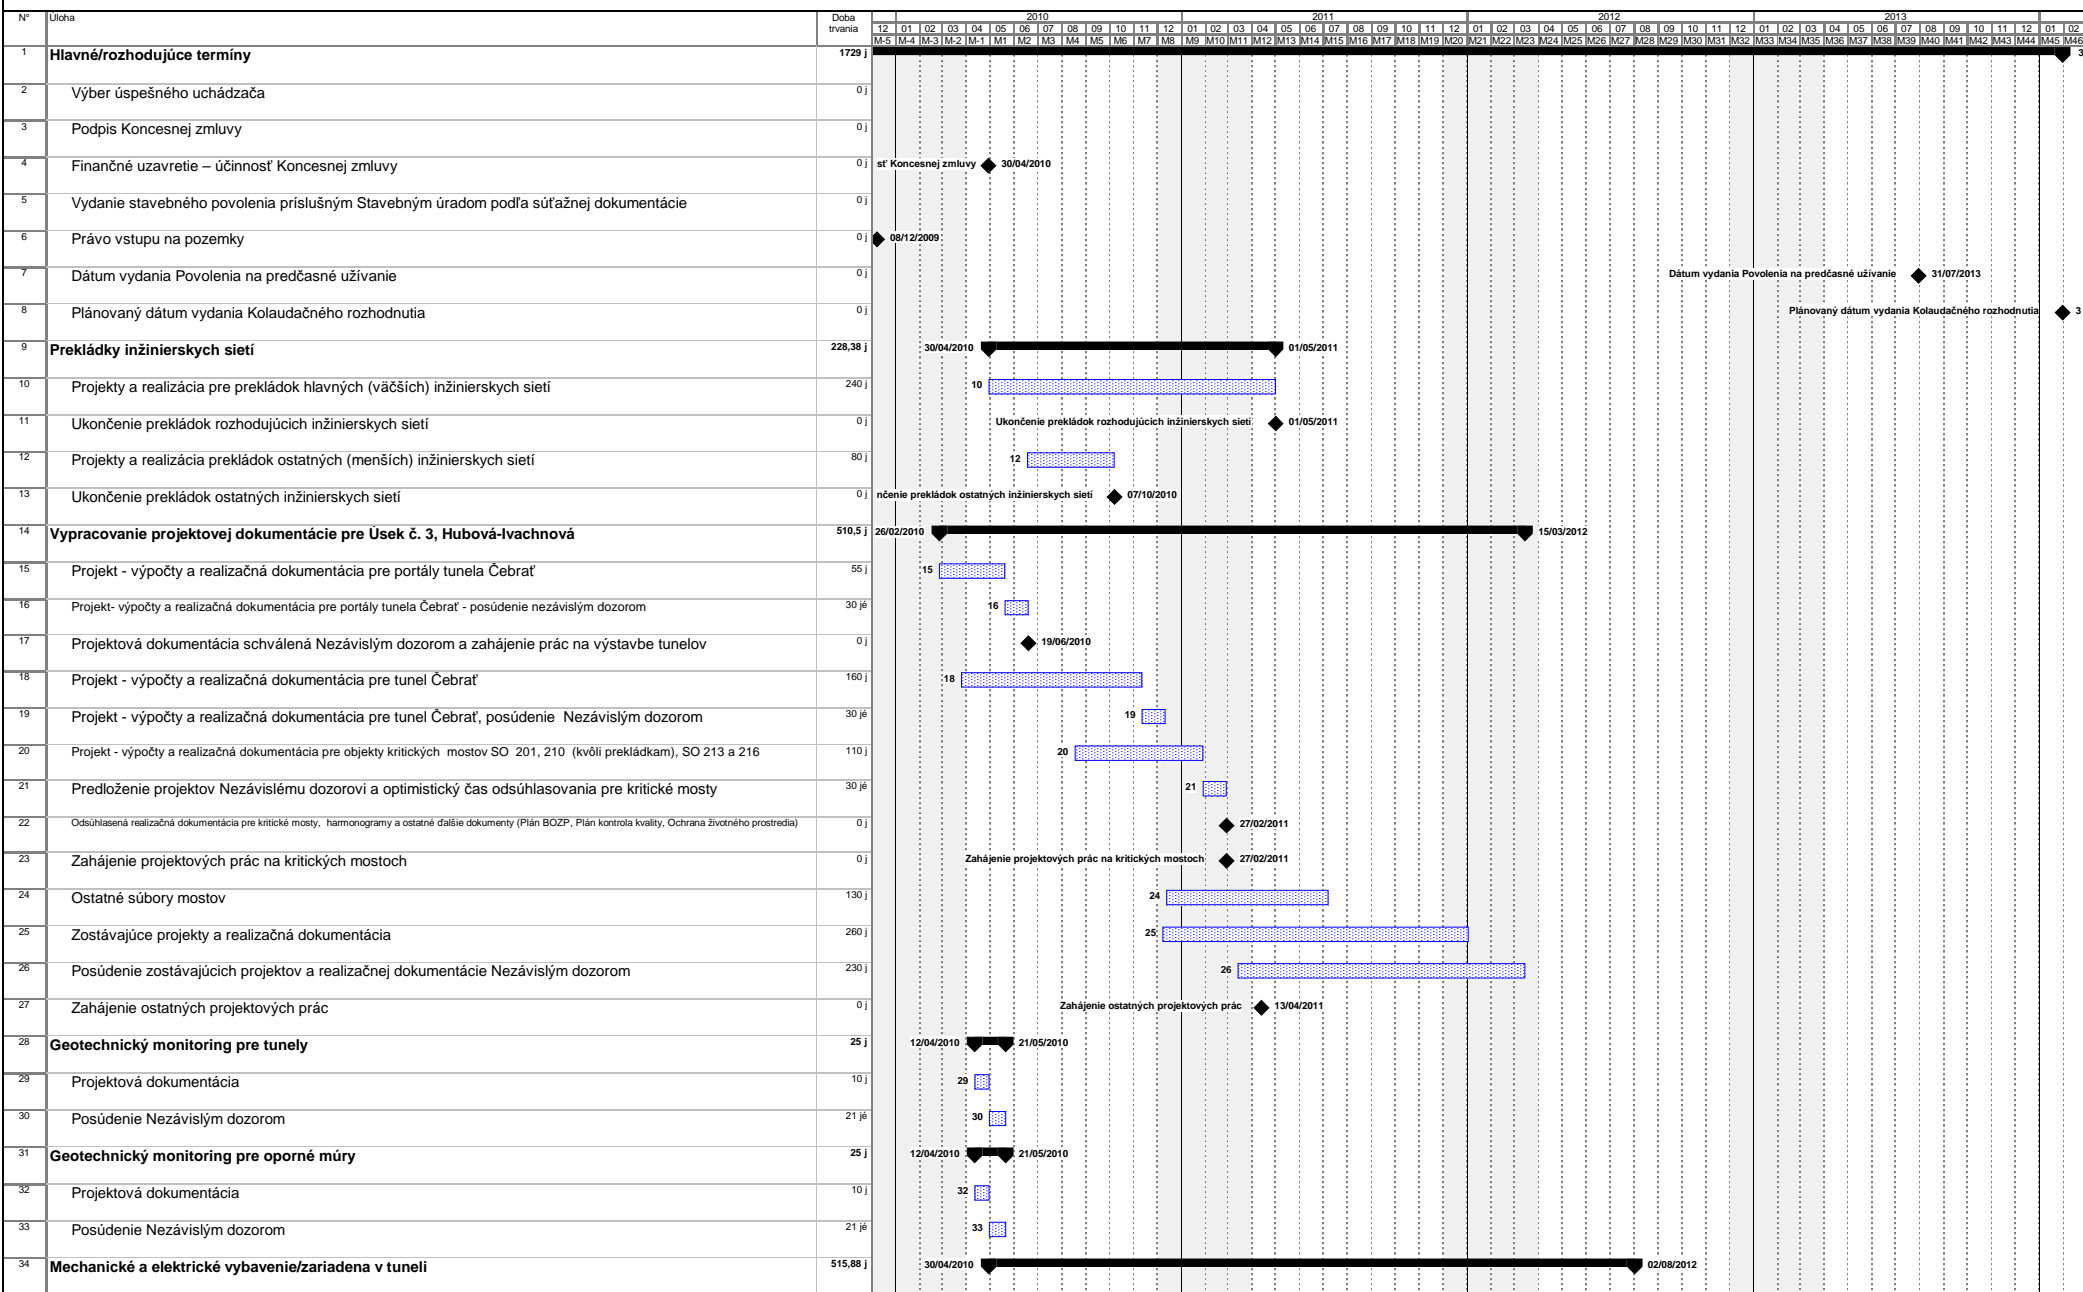 N° Úloha Doba trvania 2010 2011 2012 2013
12 01 02 03 04 05 06 07 08 09 10 11 12 01 02 03 04 05 06 07 08 09 10 11 12 01 02 03 04 05 06 07 08 09 10 11 12 01 02 03 04 05 06 07 08 09 10 11 12 01 02
M-5 M-4 M-3 M-2 M-1 M1 M2 M3 M4 M5 M6 M7 M8 M9 M10 M11 M12 M13 M14 M15 M16 M17 M18 M19 M20 M21 M22 M23 M24 M25 M26 M27 M28 M29 M30 M31 M32 M33 M34 M35 M36 M37 M38 M39 M40 M41 M42 M43 M44 M45 M46
1 Hlavné/rozhodujúce termíny 1729 j 3
2 Výber úspešného uchádzača 0 j
3 Podpis Koncesnej zmluvy 0 j
4 Finančné uzavretie – účinnosť Koncesnej zmluvy 0 j sť Koncesnej zmluvy 30/04/2010
5 Vydanie stavebného povolenia príslušným Stavebným úradom podľa súťažnej dokumentácie 0 j
6 Právo vstupu na pozemky 0 j 08/12/2009
7 Dátum vydania Povolenia na predčasné užívanie 0 j Dátum vydania Povolenia na predčasné užívanie 31/07/2013
8 Plánovaný dátum vydania Kolaudačného rozhodnutia 0 j Plánovaný dátum vydania Kolaudačného rozhodnutia 3
9 Prekládky inžinierskych sietí 228,38 j 30/04/2010 01/05/2011
10 Projekty a realizácia pre prekládok hlavných (väčších) inžinierskych sietí 240 j 10
11 Ukončenie prekládok rozhodujúcich inžinierskych sietí 0 j Ukončenie prekládok rozhodujúcich inžinierskych sietí 01/05/2011
12 Projekty a realizácia prekládok ostatných (menších) inžinierskych sietí 80 j 12
13 Ukončenie prekládok ostatných inžinierskych sietí 0 j nčenie prekládok ostatných inžinierskych sietí 07/10/2010
14 Vypracovanie projektovej dokumentácie pre Úsek č. 3, Hubová-Ivachnová 510,5 j 26/02/2010 15/03/2012
15 Projekt - výpočty a realizačná dokumentácia pre portály tunela Čebrať 55 j 15
16 Projekt- výpočty a realizačná dokumentácia pre portály tunela Čebrať - posúdenie nezávislým dozorom 30 jé 16
17 Projektová dokumentácia schválená Nezávislým dozorom a zahájenie prác na výstavbe tunelov 0 j 19/06/2010
18 Projekt - výpočty a realizačná dokumentácia pre tunel Čebrať 160 j 18
19 Projekt - výpočty a realizačná dokumentácia pre tunel Čebrať, posúdenie Nezávislým dozorom 30 jé 19
20 Projekt - výpočty a realizačná dokumentácia pre objekty kritických mostov SO 201, 210 (kvôli prekládkam), SO 213 a 216 110 j 20
21 Predloženie projektov Nezávislému dozorovi a optimistický čas odsúhlasovania pre kritické mosty 30 jé 21
22 Odsúhlasená realizačná dokumentácia pre kritické mosty, harmonogramy a ostatné ďalšie dokumenty (Plán BOZP, Plán kontrola kvality, Ochrana životného prostredia) 0 j 27/02/2011
23 Zahájenie projektových prác na kritických mostoch 0 j Zahájenie projektových prác na kritických mostoch 27/02/2011
24 Ostatné súbory mostov 130 j 24
25 Zostávajúce projekty a realizačná dokumentácia 260 j 25
26 Posúdenie zostávajúcich projektov a realizačnej dokumentácie Nezávislým dozorom 230 j 26
27 Zahájenie ostatných projektových prác 0 j Zahájenie ostatných projektových prác 13/04/2011
28 Geotechnický monitoring pre tunely 25 j 12/04/2010 21/05/2010
29 Projektová dokumentácia 10 j 29
30 Posúdenie Nezávislým dozorom 21 jé 30
31 Geotechnický monitoring pre oporné múry 25 j 12/04/2010 21/05/2010
32 Projektová dokumentácia 10 j 32
33 Posúdenie Nezávislým dozorom 21 jé 33
34 Mechanické a elektrické vybavenie/zariadena v tuneli 515,88 j 30/04/2010 02/08/2012